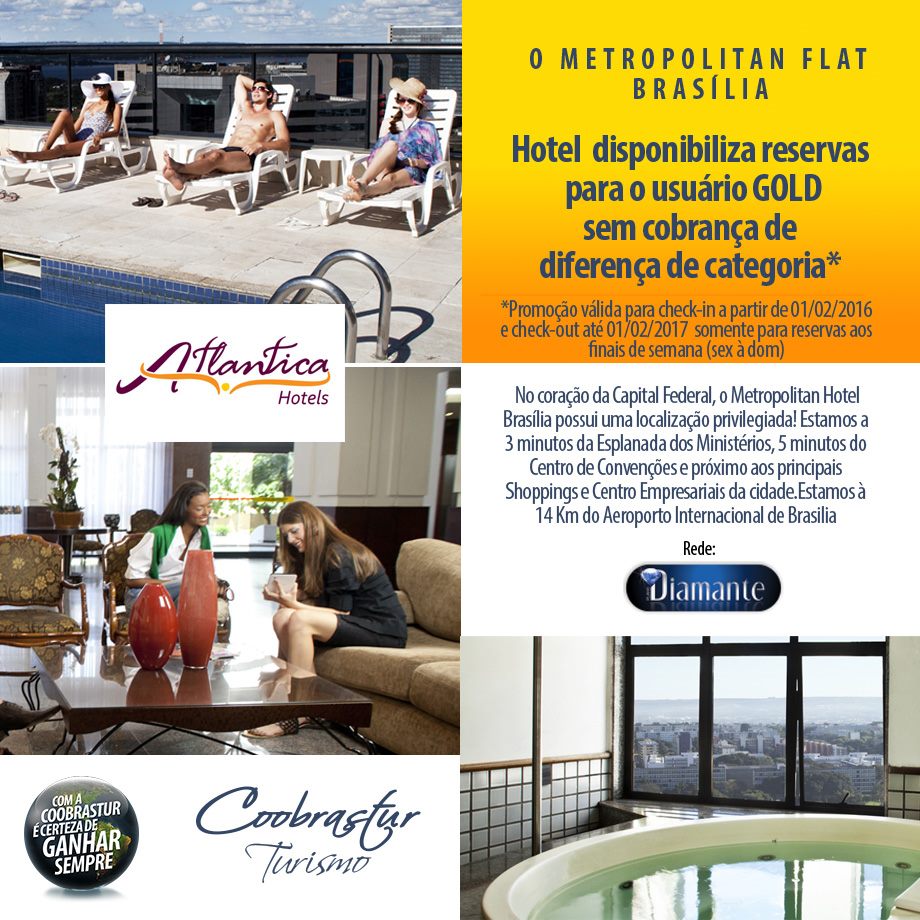 O METROPOLITAN FLAT
BRASÍLIA
Hotel disponibiliza reservas
para o usuário GOLD
sem cobrança de
diferença de categoria*
*Promoção válida para check-in a partir de 01/02/2016
e check-out até 01/02/2017 somente para reservas aos
finais de semana (sex à dom)
Atlantica
Hotels
No coração da Capital Federal, o Metropolitan Hotel
Brasília possui uma localização privilegiada! Estamos a
3 minutos da Esplanada dos Ministérios, 5 minutos do
Centro de Convenções e próximo aos principais
Shoppings e Centro Empresariais da cidade.Estamos à
14 Km do Aeroporto Internacional de Brasilia
Rede:
Diamante
COM A
COOBRASTUR
É CERTEZA DE
GANHAR
SEMPRE
Coobrastur
Turismo